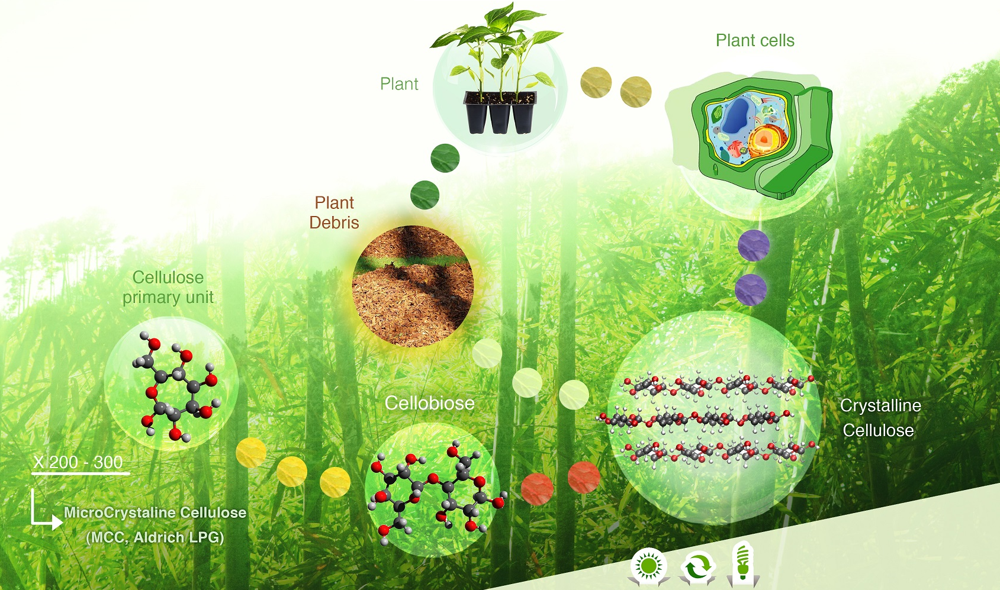 Plant cells
Plant
Plant
Debris
Cellulose
primary unit
Cellobiose
Crystalline
Cellulose
X 200 - 300
MicroCrystaline Cellulose
(MCC, Aldrich LPG)